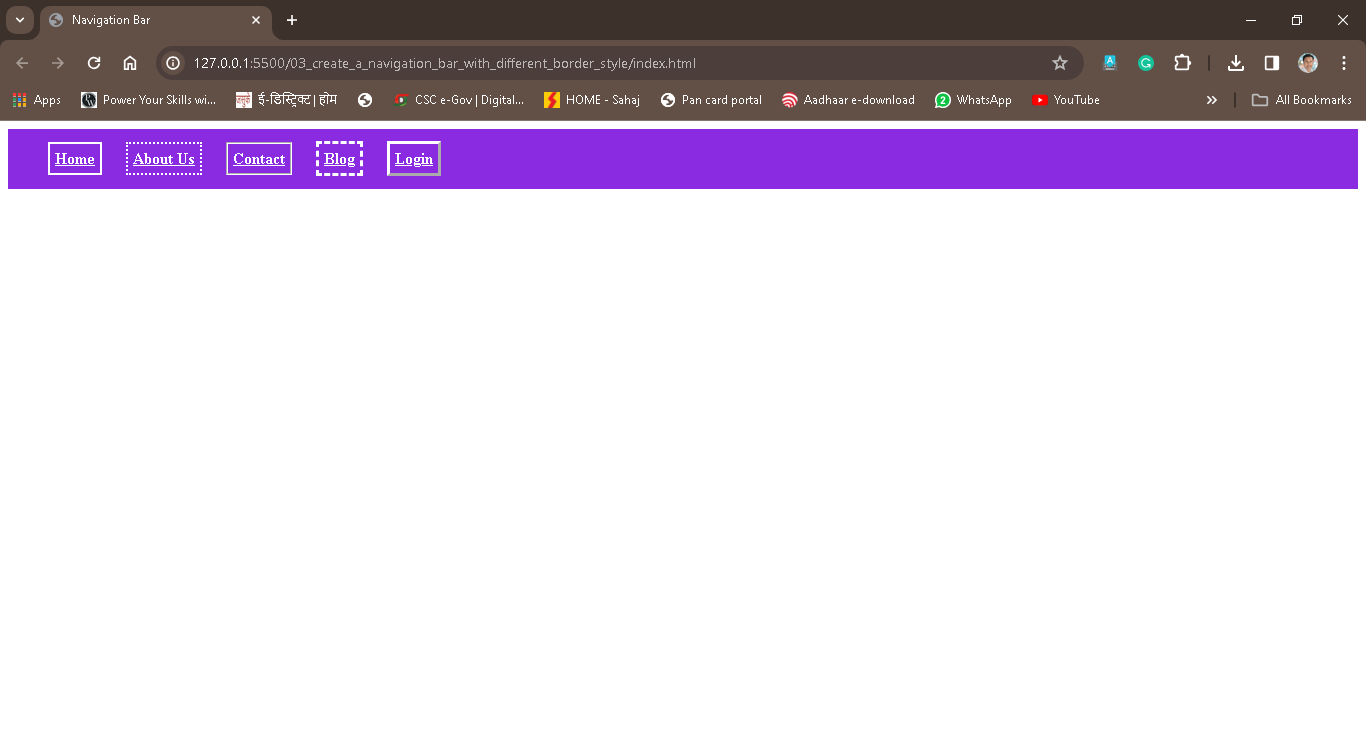 Navigation Bar
127.0.0.1:5500/03_create_a_navigation_bar_with_different_border_style/index.html
Apps Power Your Skills wi... ई-डिस्ट्रिक्ट | होम CSC e-Gov | Digital... HOME - Sahaj Pan card portal Aadhaar e-download 2 WhatsApp YouTube » All Bookmarks
Home About Us Contact Blog Login